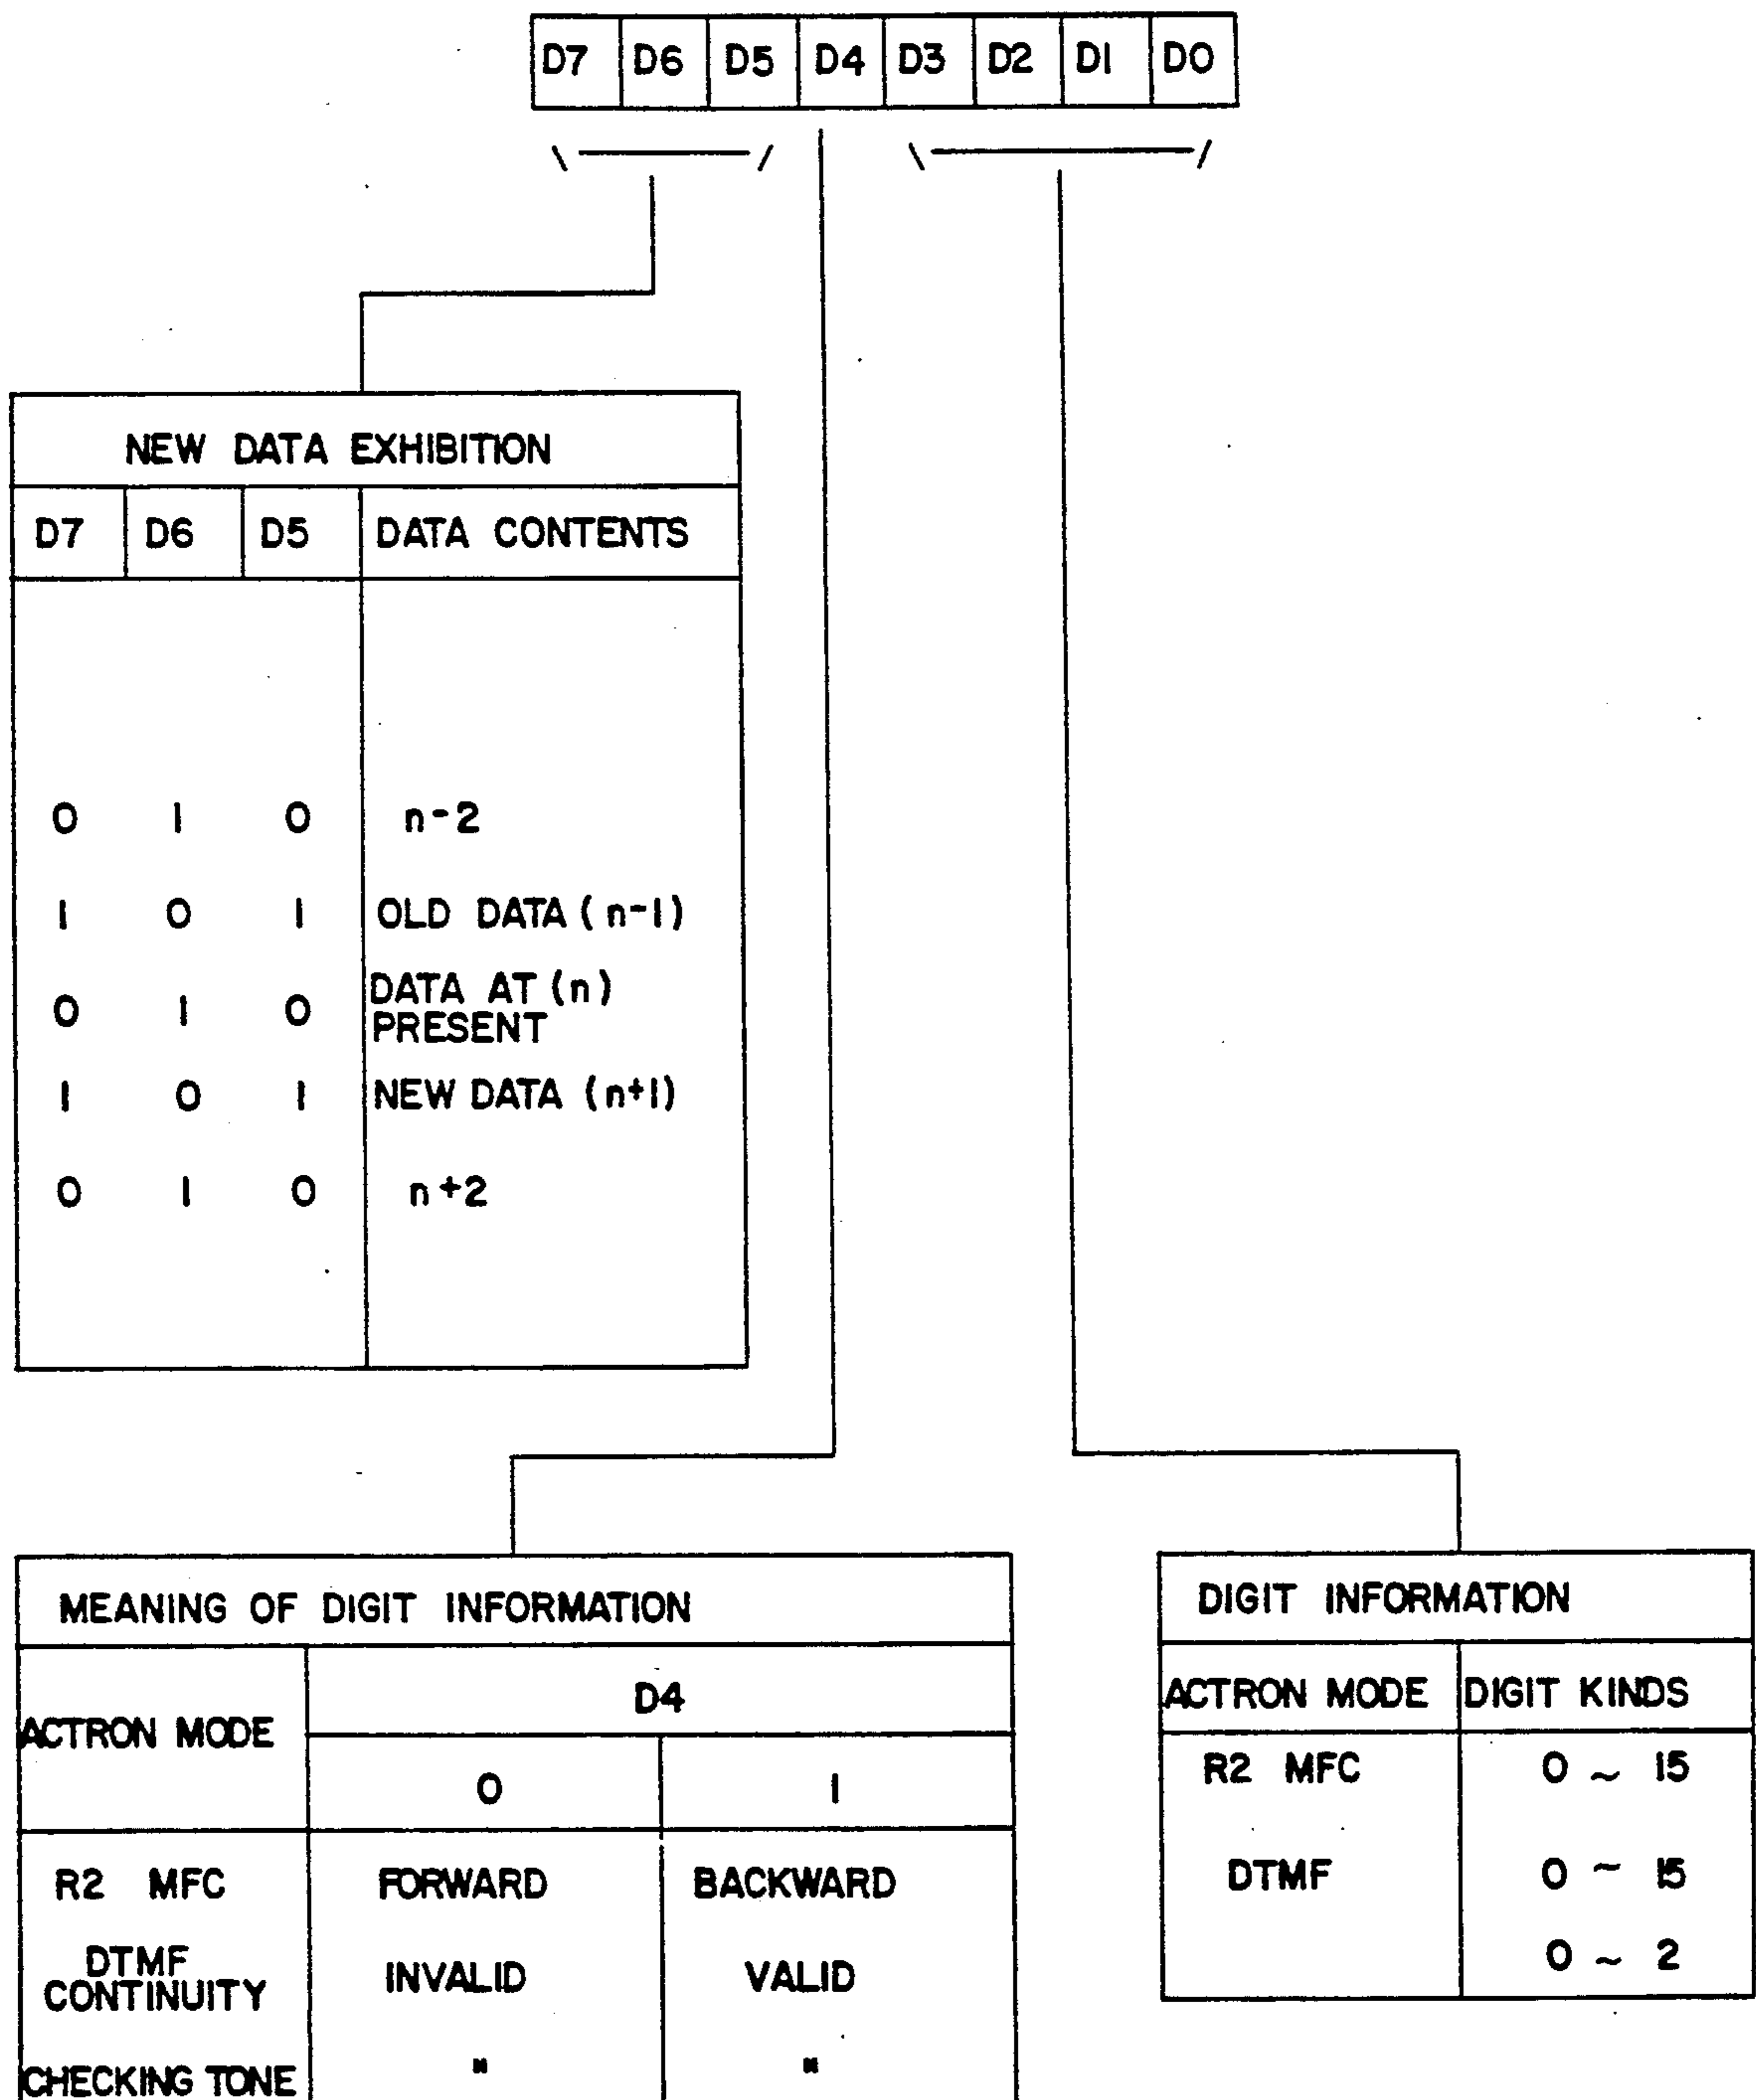 D7 D6 D5 D4 D3 D2 D1 D0
NEW DATA EXHIBITION
D7 D6 D5 DATA CONTENTS
0 1 0 n-2
1 0 1 OLD DATA (n-1)
0 1 0 DATA AT (n)
PRESENT
1 0 1 NEW DATA (n+1)
0 1 0 n+2
MEANING OF DIGIT INFORMATION
ACTRON MODE D4
0 1
R2 MFC FORWARD BACKWARD
DTMF
CONTINUITY INVALID VALID
CHECKING TONE " "
DIGIT INFORMATION
ACTRON MODE DIGIT KINDS
R2 MFC 0 ~ 15
DTMF 0 ~ 15
0 ~ 2